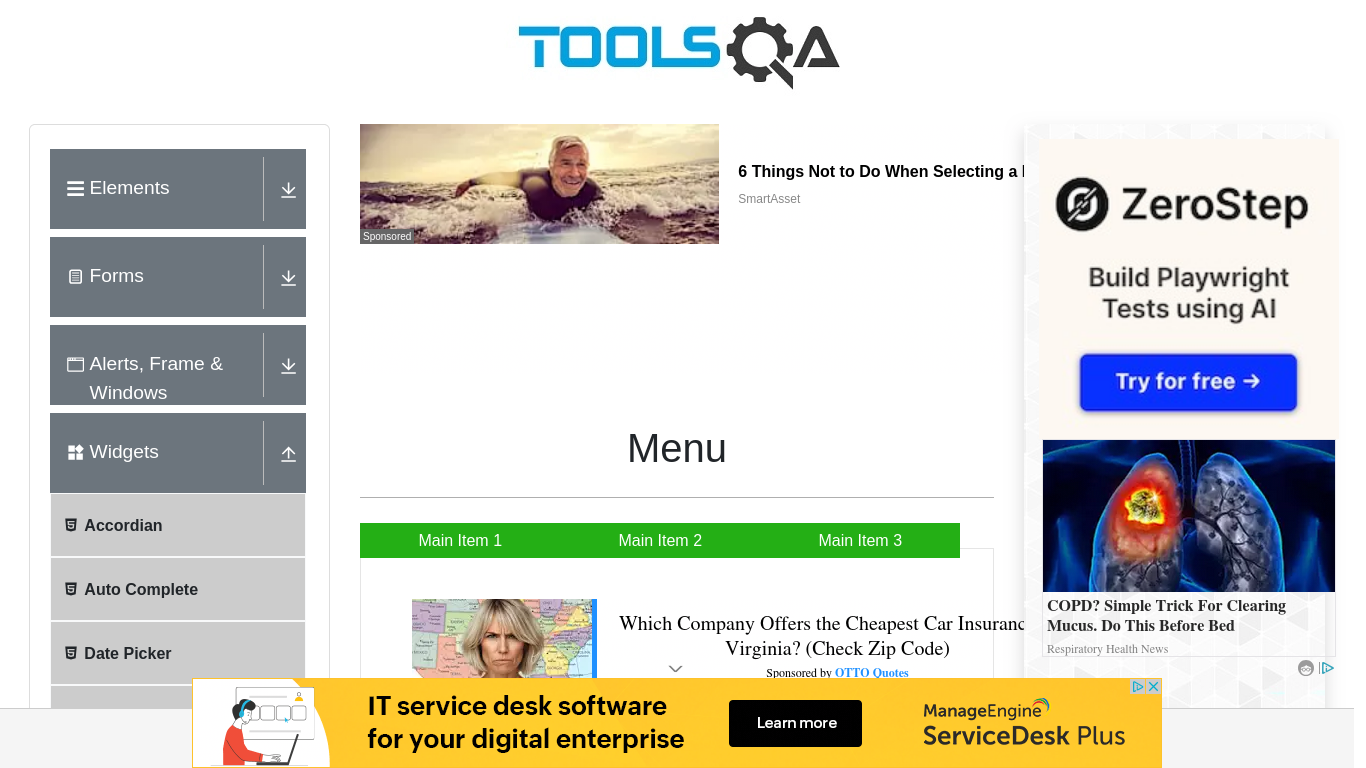 TOOLSQA
Elements
Forms
Alerts, Frame &
Windows
Widgets
Accordian
Auto Complete
Date Picker
Sponsored
6 Things Not to Do When Selecting a
SmartAsset
Menu
Main Item 1
Main Item 2
Main Item 3
Which Company Offers the Cheapest Car Insuranc
Virginia? (Check Zip Code)
Sponsored by OTTO Quotes
ZeroStep
Build Playwright
Tests using AI
Try for free →
COPD? Simple Trick For Clearing
Mucus. Do This Before Bed
Respiratory Health News
IT service desk software
for your digital enterprise
Learn more
ManageEngine
ServiceDesk Plus